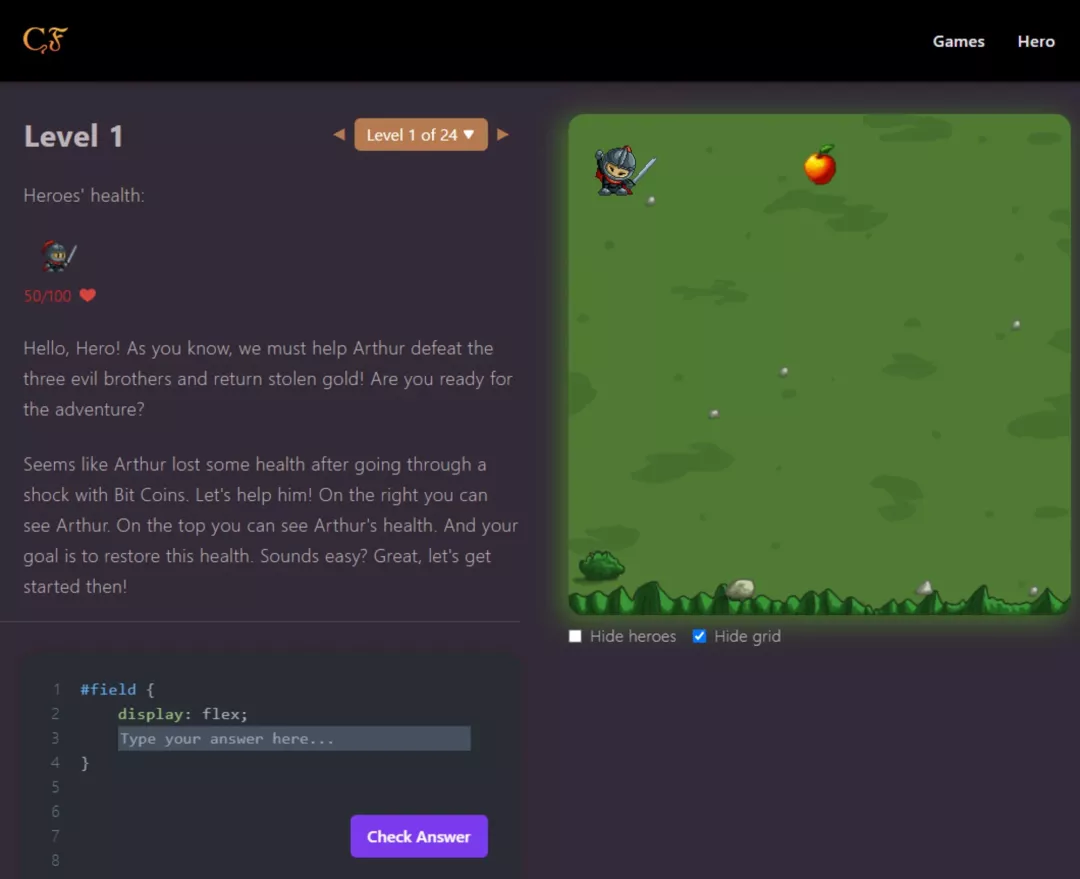 CF
Games Hero
Level 1
◀ Level 1 of 24 ▼ ▶
Heroes' health:
50/100
Hello, Hero! As you know, we must help Arthur defeat the
three evil brothers and return stolen gold! Are you ready for
the adventure?
Seems like Arthur lost some health after going through a
shock with Bit Coins. Let's help him! On the right you can
see Arthur. On the top you can see Arthur's health. And your
goal is to restore this health. Sounds easy? Great, let's get
started then!
Hide heroes Hide grid
1 #field {
2 display: flex;
3 Type your answer here...
4 }
5
6
7
8
Check Answer